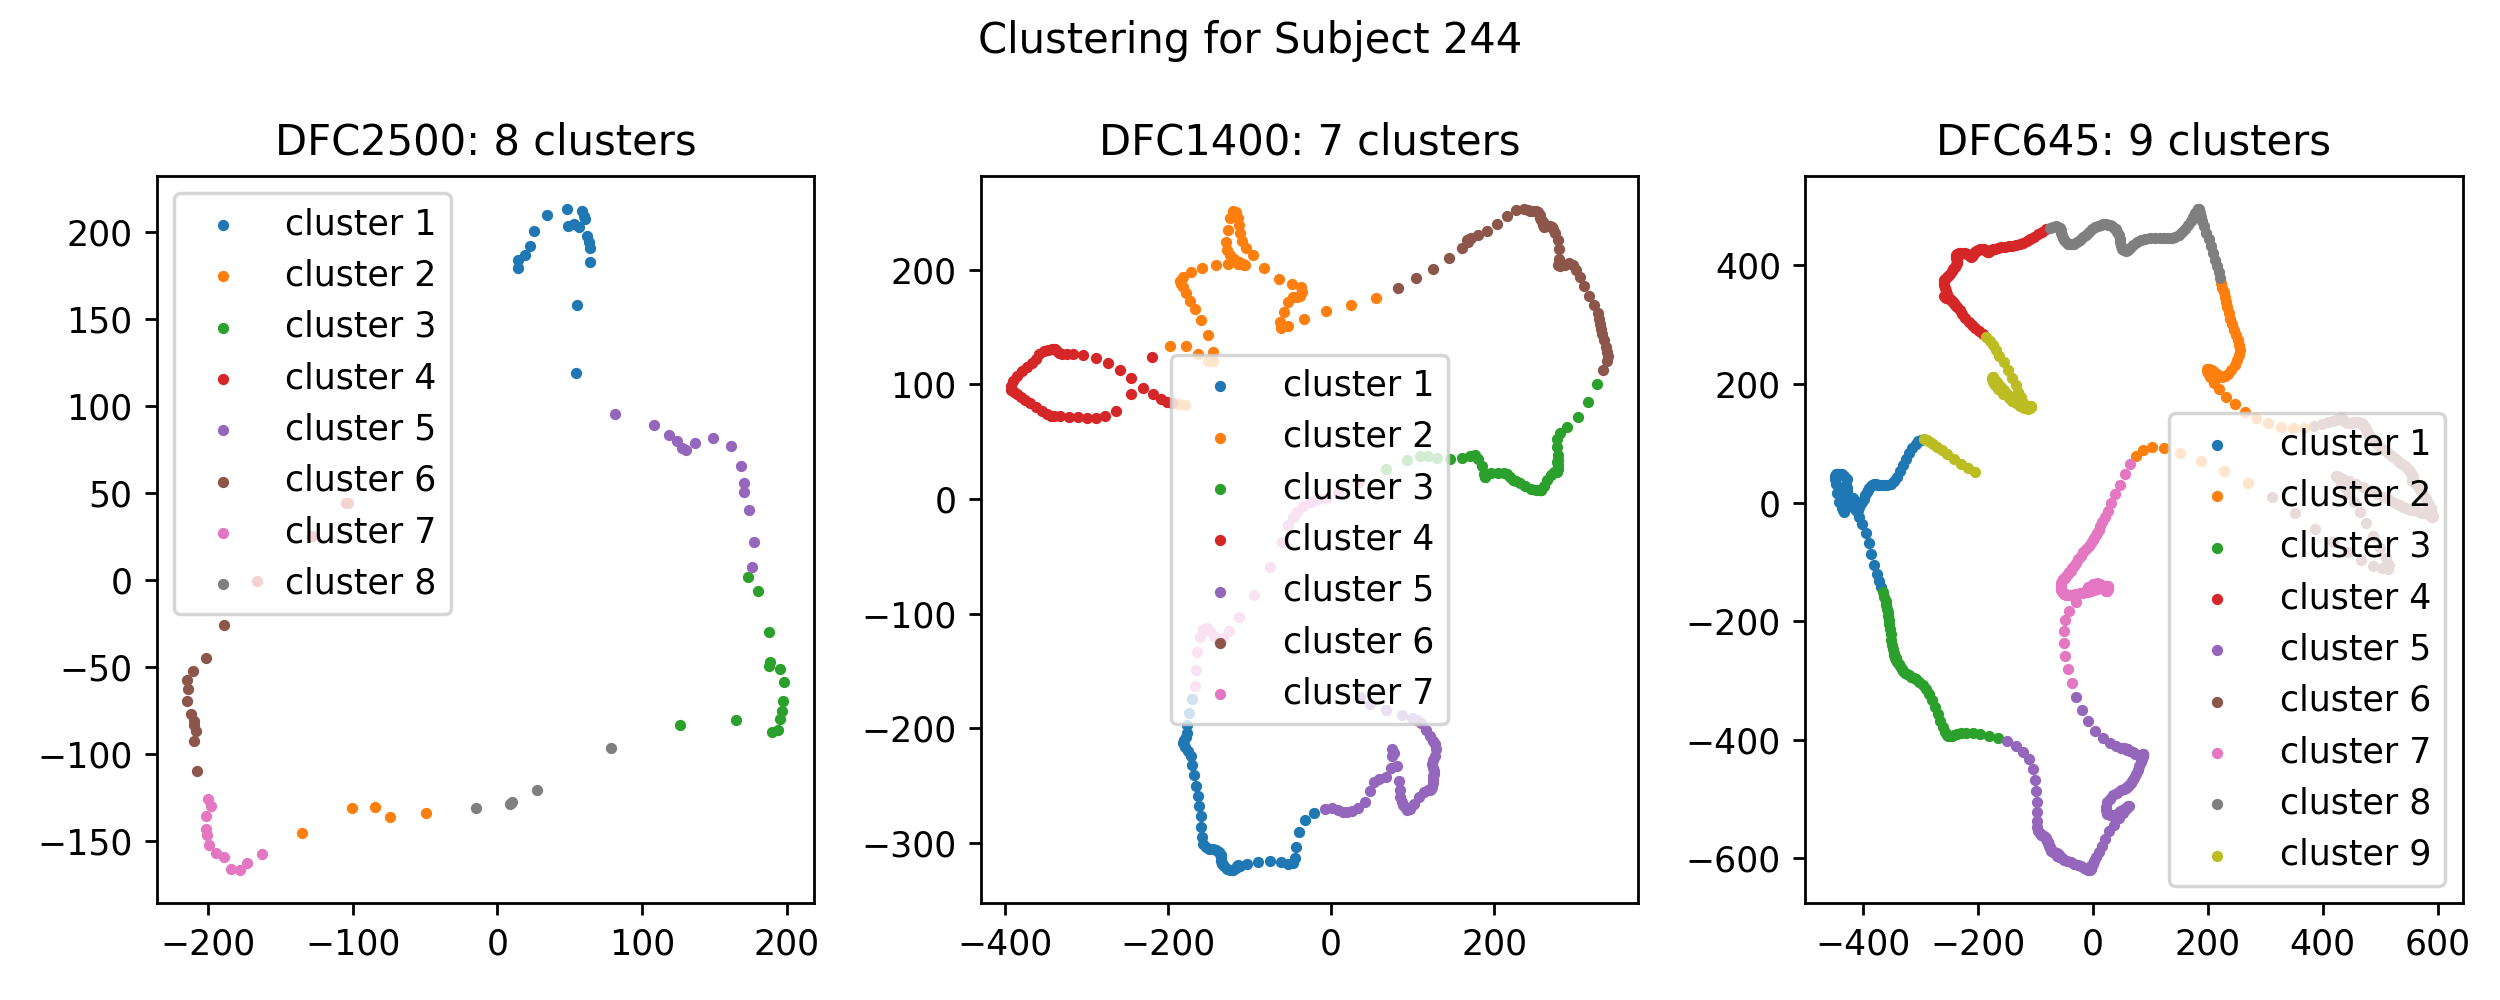 Clustering for Subject 244
DFC2500: 8 clusters
200
150
100
50
0
−50
−100
−150
−200
−100
0
100
200
cluster 1
cluster 2
cluster 3
cluster 4
cluster 5
cluster 6
cluster 7
cluster 8
DFC1400: 7 clusters
200
100
0
−100
−200
−300
−400
−200
0
200
cluster 1
cluster 2
cluster 3
cluster 4
cluster 5
cluster 6
cluster 7
DFC645: 9 clusters
400
200
0
−200
−400
−600
−400
−200
0
200
400
600
cluster 1
cluster 2
cluster 3
cluster 4
cluster 5
cluster 6
cluster 7
cluster 8
cluster 9